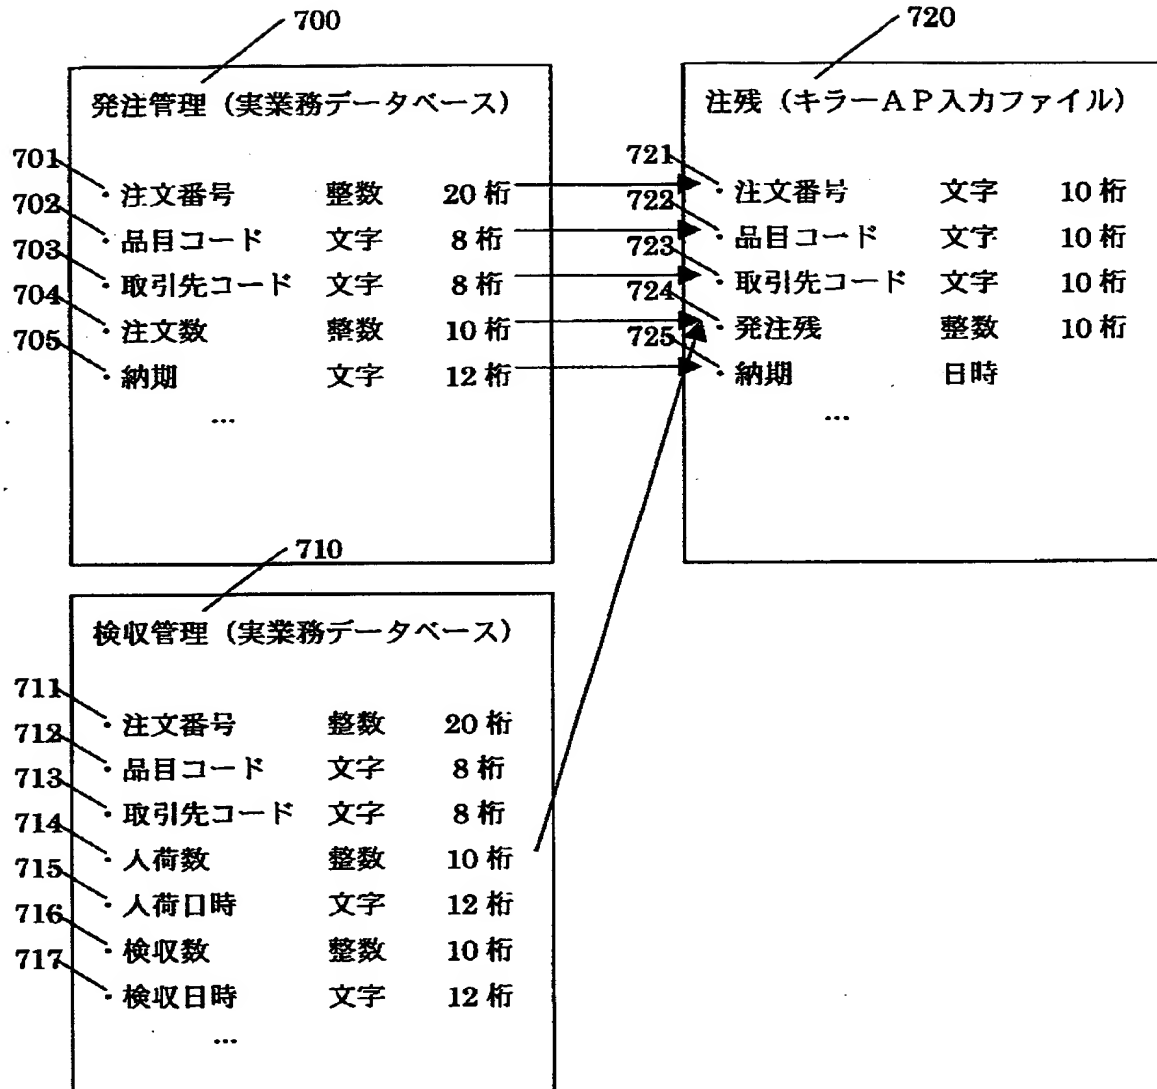 700
発注管理（実業務データベース）
701
・注文番号 整数 20桁
702
・品目コード 文字 8桁
703
・取引先コード 文字 8桁
704
・注文数 整数 10桁
705
・納期 文字 12桁
…
720
注残（キラーＡＰ入力ファイル）
721
・注文番号 文字 10桁
722
・品目コード 文字 10桁
723
・取引先コード 文字 10桁
724
・発注残 整数 10桁
725
・納期 日時
…
710
検収管理（実業務データベース）
711
・注文番号 整数 20桁
712
・品目コード 文字 8桁
713
・取引先コード 文字 8桁
714
・入荷数 整数 10桁
715
・入荷日時 文字 12桁
716
・検収数 整数 10桁
717
・検収日時 文字 12桁
…